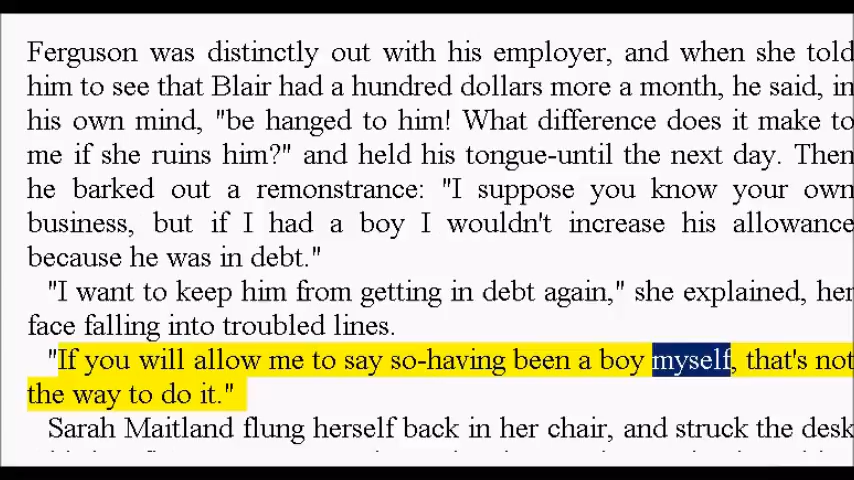 Ferguson was distinctly out with his employer, and when she told
him to see that Blair had a hundred dollars more a month, he said, in
his own mind, "be hanged to him! What difference does it make to
me if she ruins him?" and held his tongue-until the next day. Then
he barked out a remonstrance: "I suppose you know your own
business, but if I had a boy I wouldn't increase his allowance
because he was in debt."
"I want to keep him from getting in debt again," she explained, her
face falling into troubled lines.
"If you will allow me to say so-having been a boy myself, that's not
the way to do it."
Sarah Maitland flung herself back in her chair, and struck the desk